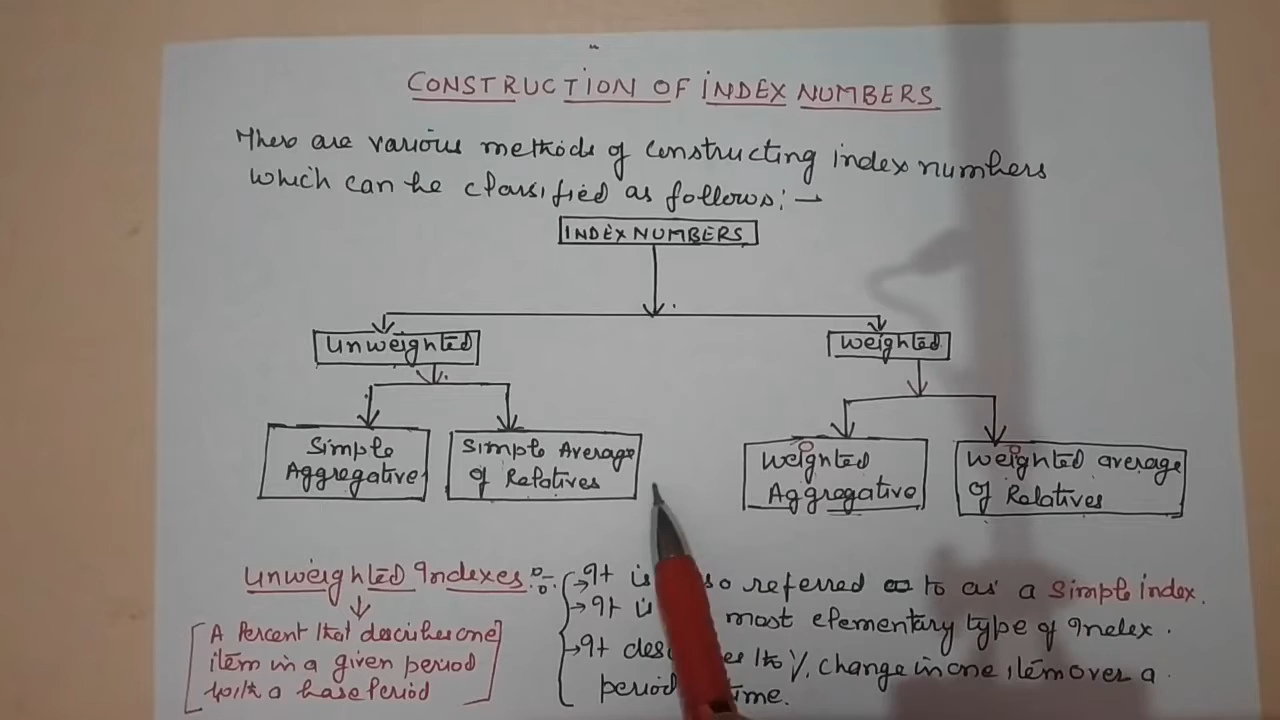 CONSTRUCTION OF INDEX NUMBERS
There are various methods of constructing index numbers
which can be classified as follows:→
INDEX NUMBERS
Unweighted
Weighted
Simple
Aggregative
Simple Average
of Relatives
Weighted
Aggregative
Weighted average
of Relatives
Unweighted Indexes:-
→It is referred to as a simple index.
→It is most elementary type of Index.
→It % change in one item over a
period time.
A Percent that describes one
item in a given period
with a base Period